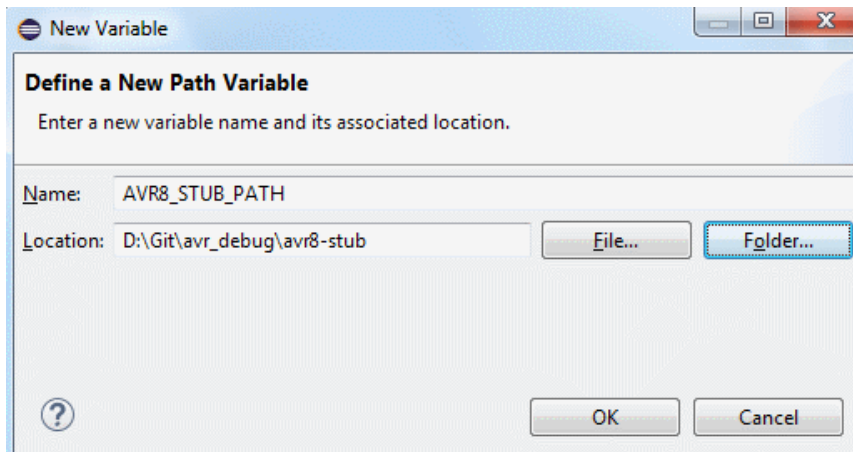 New Variable
Define a New Path Variable
Enter a new variable name and its associated location.
Name: AVR8_STUB_PATH
Location: D:\Git\avr_debug\avr8-stub File... Folder...
?
OK Cancel